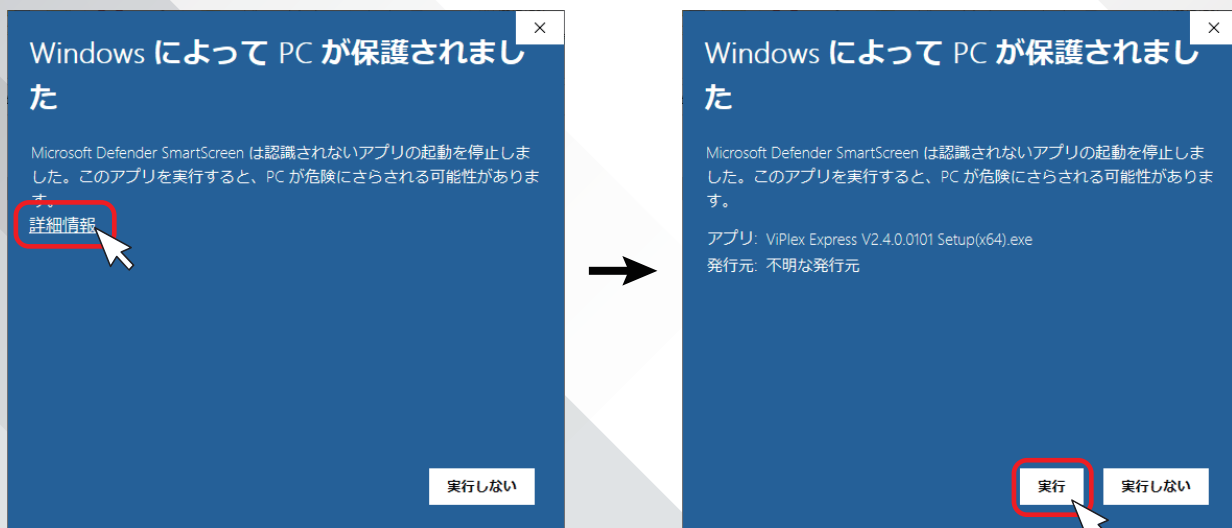 ×
Windows によって PC が保護されまし
た
Microsoft Defender SmartScreen は認識されないアプリの起動を停止しま
した。このアプリを実行すると、PC が危険にさらされる可能性がありま
す。
詳細情報
実行しない
×
Windows によって PC が保護されまし
た
Microsoft Defender SmartScreen は認識されないアプリの起動を停止しま
した。このアプリを実行すると、PC が危険にさらされる可能性がありま
す。
アプリ: ViPlex Express V2.4.0.0101 Setup(x64).exe
発行元: 不明な発行元
実行 実行しない